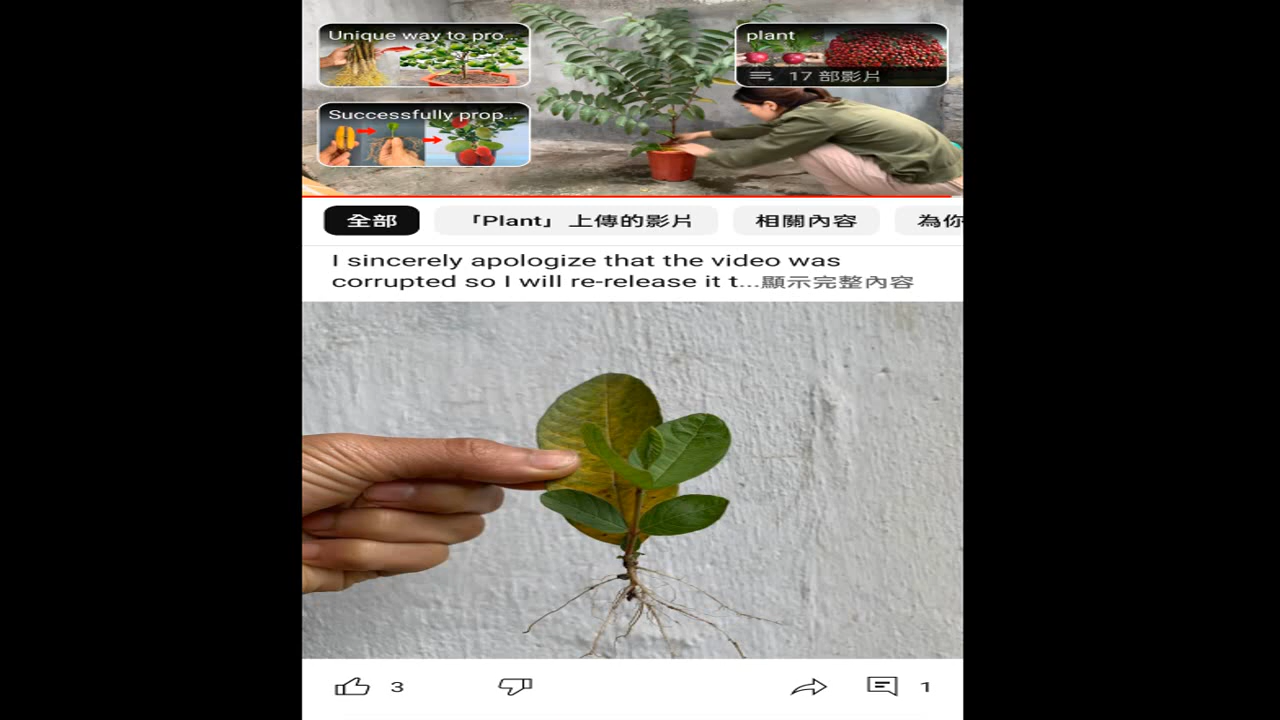 Unique way to pro...
plant
17 部影片
Successfully prop...
全部
「Plant」上傳的影片
相關內容
為你
I sincerely apologize that the video was
corrupted so I will re-release it t...顯示完整內容
3
1